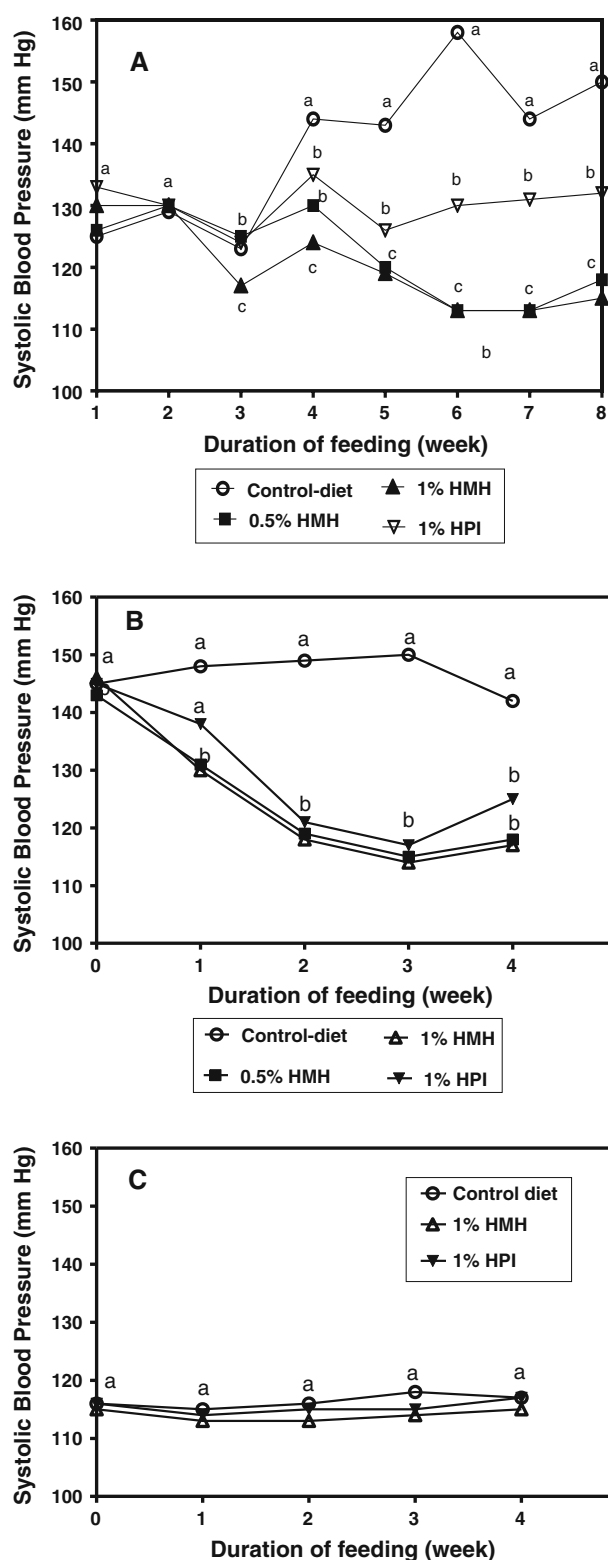 160
A
a
a
150
a
a
a
140
a
a
b
b
b
b
130
b
b
b
120
c
c
c
c
c
c
110
b
100
1 2 3 4 5 6 7 8
Systolic Blood Pressure (mm Hg)
Duration of feeding (week)
Control-diet 1% HMH
0.5% HMH 1% HPI
160
B
a
a
a
a
150
a
140
a
b
130
b
b
b
b
120
110
100
0 1 2 3 4
Systolic Blood Pressure (mm Hg)
Duration of feeding (week)
Control-diet 1% HMH
0.5% HMH 1% HPI
160
C
150
Control diet
1% HMH
1% HPI
140
130
120
a a a a a
110
100
0 1 2 3 4
Systolic Blood Pressure (mm Hg)
Duration of feeding (week)